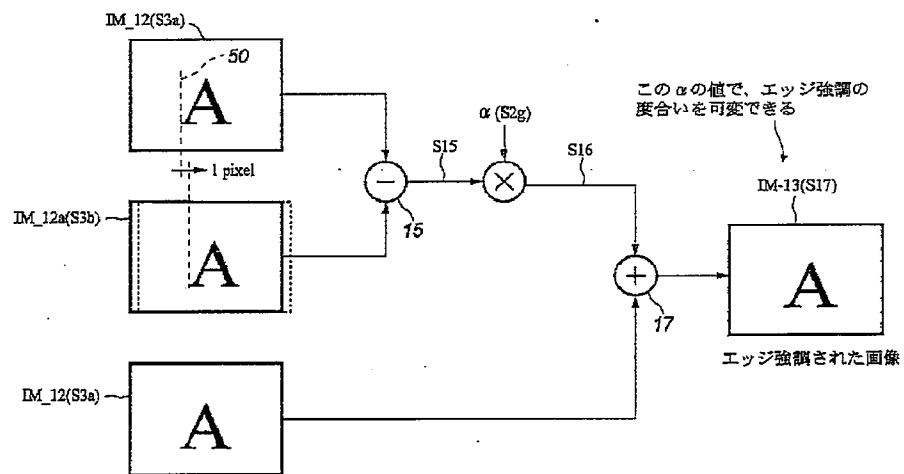 IM_12(S3a)
50
A
1 pixel
IM_12a(S3b)
A
−
15
S15
α(S2g)
×
S16
このαの値で、エッジ強調の
度合いを可変できる
IM-13(S17)
A
+
17
エッジ強調された画像
IM_12(S3a)
A